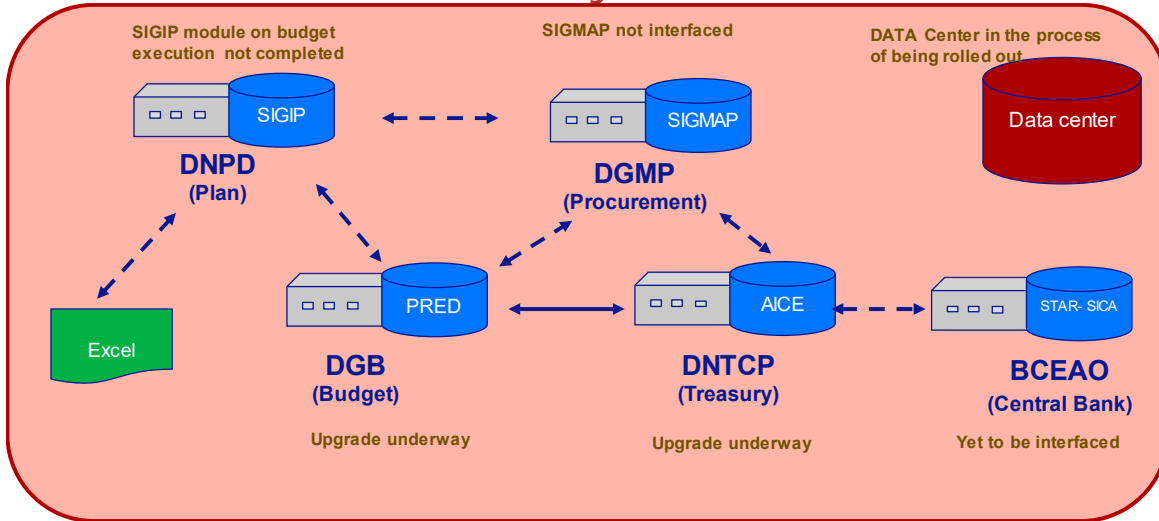 SIGIP module on budget
execution not completed
SIGMAP not interfaced
DATA Center in the process
of being rolled out
SIGIP
SIGMAP
Data center
DNPD
(Plan)
DGMP
(Procurement)
PRED
AICE
STAR- SICA
Excel
DGB
(Budget)
DNTCP
(Treasury)
BCEAO
(Central Bank)
Upgrade underway
Upgrade underway
Yet to be interfaced